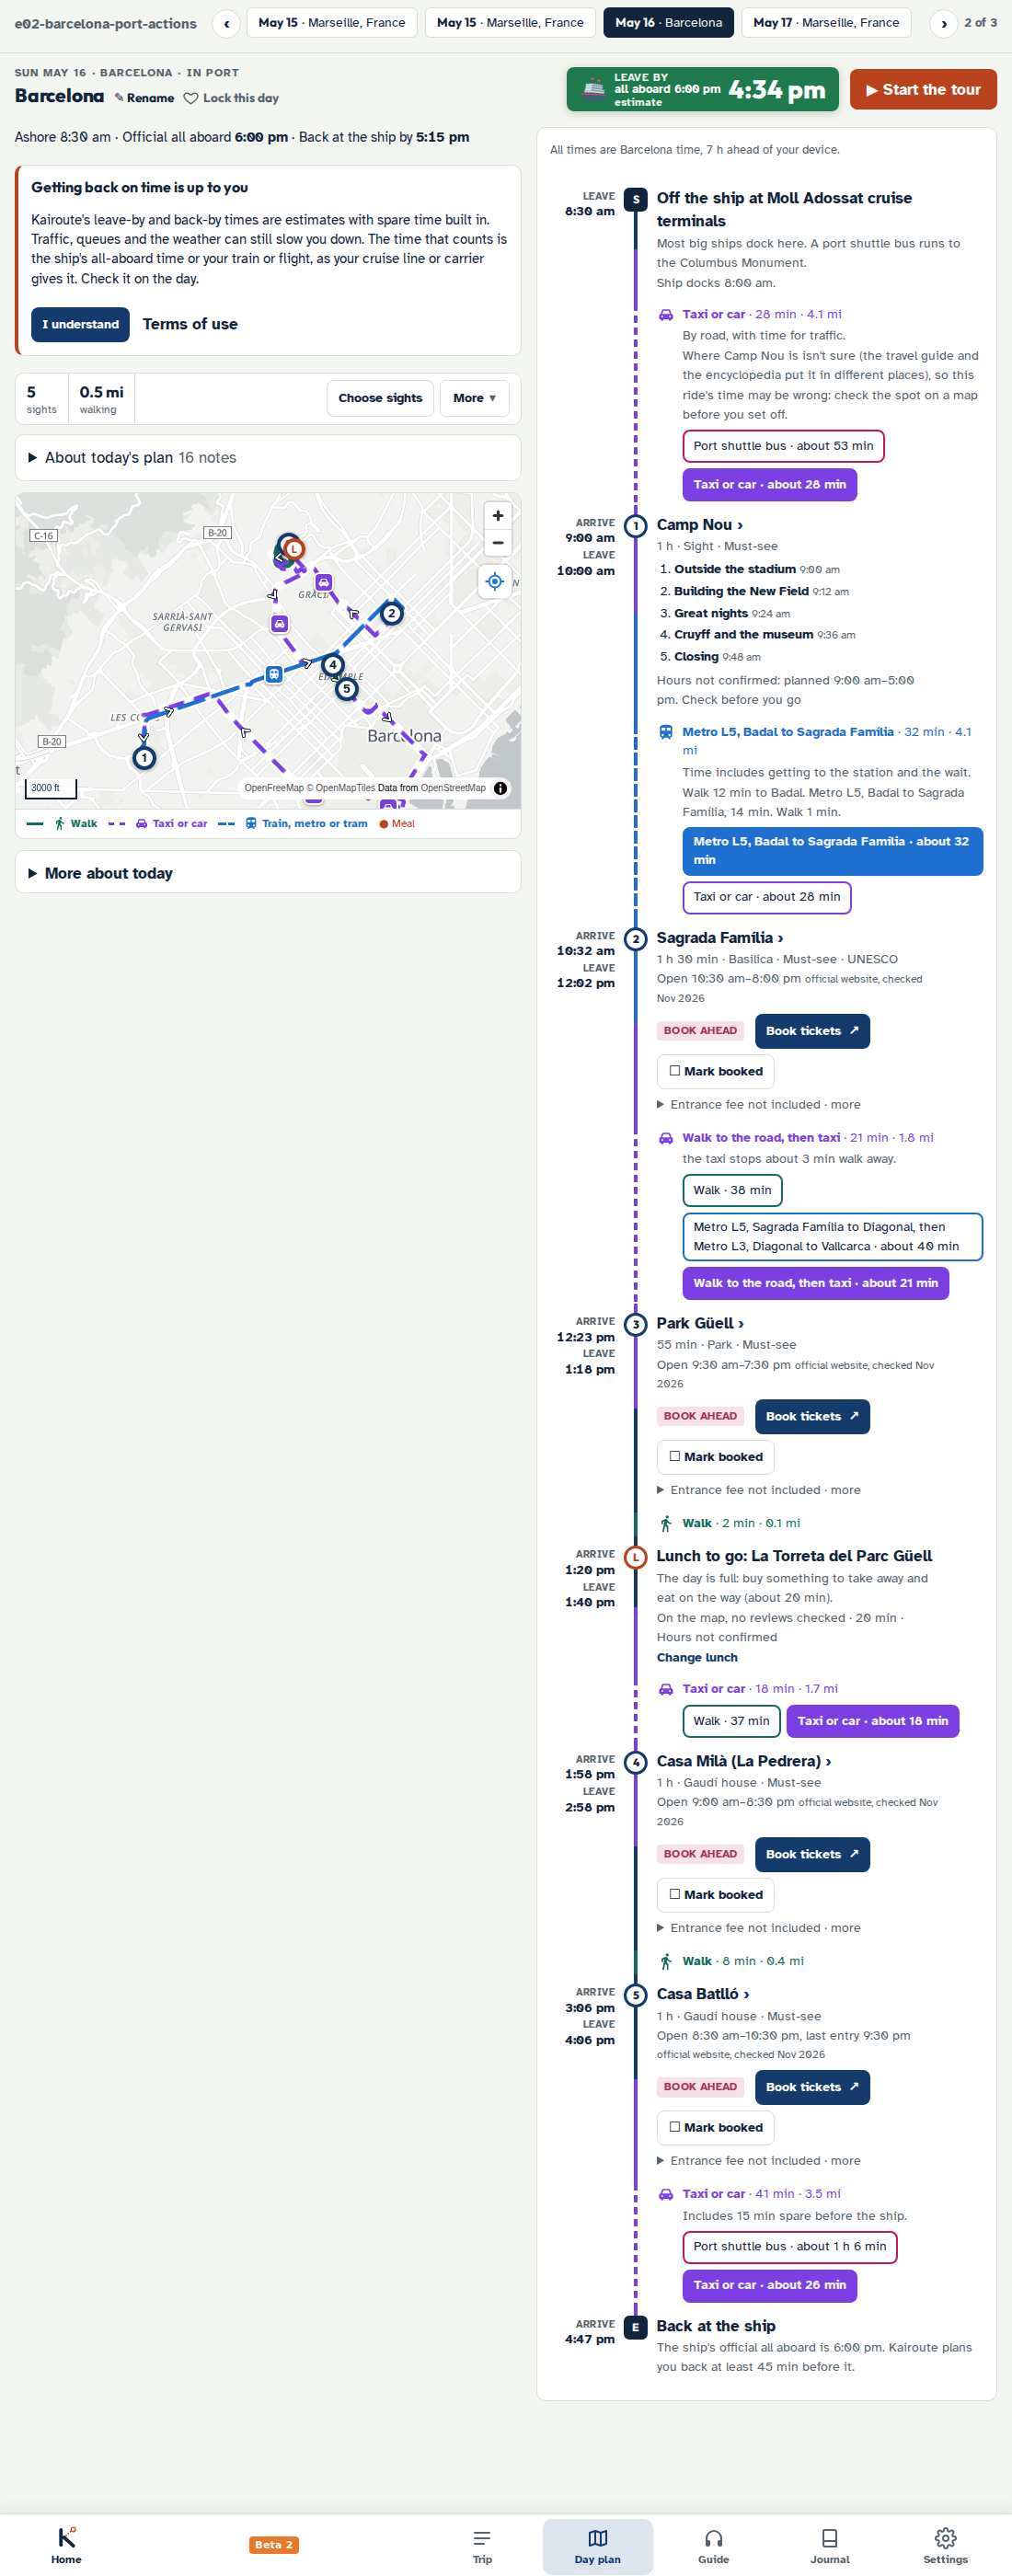 e02-barcelona-port-actions
‹
May 15 · Marseille, France
May 15 · Marseille, France
May 16 · Barcelona
May 17 · Marseille, France
›
2 of 3
SUN MAY 16 · BARCELONA · IN PORT
Barcelona ✎ Rename Lock this day
LEAVE BY
all aboard 6:00 pm
estimate
4:34 pm
▶ Start the tour
Ashore 8:30 am · Official all aboard 6:00 pm · Back at the ship by 5:15 pm
Getting back on time is up to you
Kairoute's leave-by and back-by times are estimates with spare time built in.
Traffic, queues and the weather can still slow you down. The time that counts is
the ship's all-aboard time or your train or flight, as your cruise line or carrier
gives it. Check it on the day.
I understand
Terms of use
5
sights
0.5 mi
walking
Choose sights
More ▾
▶ About today's plan 16 notes
C-16
B-20
SARRIÀ-SANT
GERVASI
B-20
Barcelona
L
2
4
5
1
+
−
3000 ft
OpenFreeMap © OpenMapTiles Data from OpenStreetMap
Walk
Taxi or car
Train, metro or tram
Meal
▶ More about today
All times are Barcelona time, 7 h ahead of your device.
LEAVE
8:30 am
S
Off the ship at Moll Adossat cruise
terminals
Most big ships dock here. A port shuttle bus runs to
the Columbus Monument.
Ship docks 8:00 am.
Taxi or car · 28 min · 4.1 mi
By road, with time for traffic.
Where Camp Nou is isn't sure (the travel guide and
the encyclopedia put it in different places), so this
ride's time may be wrong: check the spot on a map
before you set off.
Port shuttle bus · about 53 min
Taxi or car · about 28 min
ARRIVE
9:00 am
LEAVE
10:00 am
1
Camp Nou ›
1 h · Sight · Must-see
1. Outside the stadium 9:00 am
2. Building the New Field 9:12 am
3. Great nights 9:24 am
4. Cruyff and the museum 9:36 am
5. Closing 9:48 am
Hours not confirmed: planned 9:00 am–5:00
pm. Check before you go
Metro L5, Badal to Sagrada Família · 32 min · 4.1
mi
Time includes getting to the station and the wait.
Walk 12 min to Badal. Metro L5, Badal to Sagrada
Família, 14 min. Walk 1 min.
Metro L5, Badal to Sagrada Família · about 32
min
Taxi or car · about 28 min
ARRIVE
10:32 am
LEAVE
12:02 pm
2
Sagrada Família ›
1 h 30 min · Basilica · Must-see · UNESCO
Open 10:30 am–8:00 pm official website, checked
Nov 2026
BOOK AHEAD
Book tickets ↗
☐ Mark booked
▶ Entrance fee not included · more
Walk to the road, then taxi · 21 min · 1.8 mi
the taxi stops about 3 min walk away.
Walk · 38 min
Metro L5, Sagrada Família to Diagonal, then
Metro L3, Diagonal to Vallcarca · about 40 min
Walk to the road, then taxi · about 21 min
ARRIVE
12:23 pm
LEAVE
1:18 pm
3
Park Güell ›
55 min · Park · Must-see
Open 9:30 am–7:30 pm official website, checked Nov
2026
BOOK AHEAD
Book tickets ↗
☐ Mark booked
▶ Entrance fee not included · more
Walk · 2 min · 0.1 mi
ARRIVE
1:20 pm
LEAVE
1:40 pm
L
Lunch to go: La Torreta del Parc Güell
The day is full: buy something to take away and
eat on the way (about 20 min).
On the map, no reviews checked · 20 min ·
Hours not confirmed
Change lunch
Taxi or car · 18 min · 1.7 mi
Walk · 37 min
Taxi or car · about 18 min
ARRIVE
1:58 pm
LEAVE
2:58 pm
4
Casa Milà (La Pedrera) ›
1 h · Gaudí house · Must-see
Open 9:00 am–8:30 pm official website, checked Nov
2026
BOOK AHEAD
Book tickets ↗
☐ Mark booked
▶ Entrance fee not included · more
Walk · 8 min · 0.4 mi
ARRIVE
3:06 pm
LEAVE
4:06 pm
5
Casa Batlló ›
1 h · Gaudí house · Must-see
Open 8:30 am–10:30 pm, last entry 9:30 pm
official website, checked Nov 2026
BOOK AHEAD
Book tickets ↗
☐ Mark booked
▶ Entrance fee not included · more
Taxi or car · 41 min · 3.5 mi
Includes 15 min spare before the ship.
Port shuttle bus · about 1 h 6 min
Taxi or car · about 26 min
ARRIVE
4:47 pm
E
Back at the ship
The ship's official all aboard is 6:00 pm. Kairoute plans
you back at least 45 min before it.
Home
Beta 2
Trip
Day plan
Guide
Journal
Settings